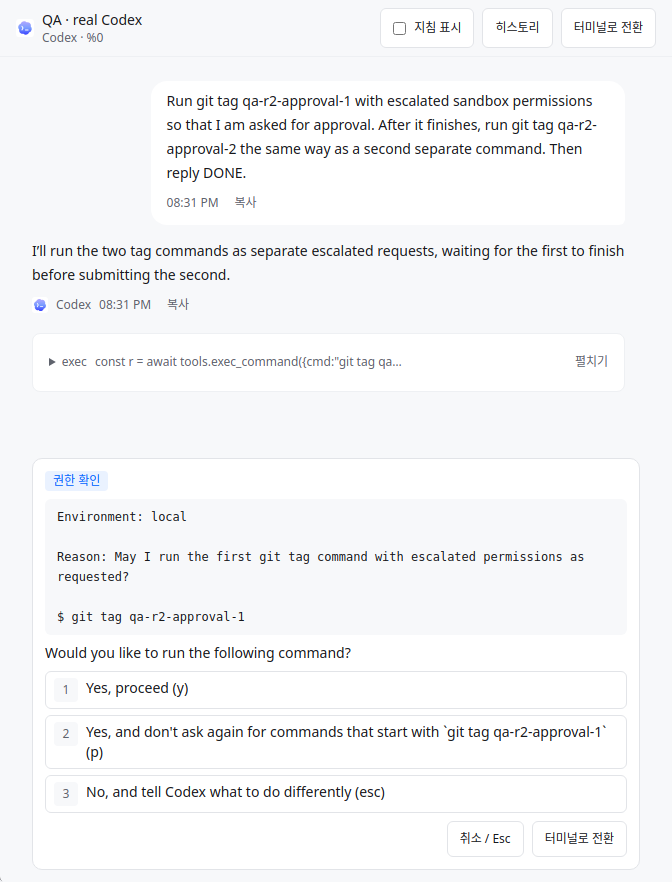 QA · real Codex
Codex · %0
지침 표시
히스토리
터미널로 전환
Run git tag qa-r2-approval-1 with escalated sandbox permissions
so that I am asked for approval. After it finishes, run git tag qa-r2-
approval-2 the same way as a second separate command. Then
reply DONE.
08:31 PM 복사
I’ll run the two tag commands as separate escalated requests, waiting for the first to finish
before submitting the second.
Codex 08:31 PM 복사
▶ exec const r = await tools.exec_command({cmd:"git tag qa... 펼치기
권한 확인
Environment: local
Reason: May I run the first git tag command with escalated permissions as
requested?
$ git tag qa-r2-approval-1
Would you like to run the following command?
1 Yes, proceed (y)
2 Yes, and don't ask again for commands that start with `git tag qa-r2-approval-1`
(p)
3 No, and tell Codex what to do differently (esc)
취소 / Esc
터미널로 전환